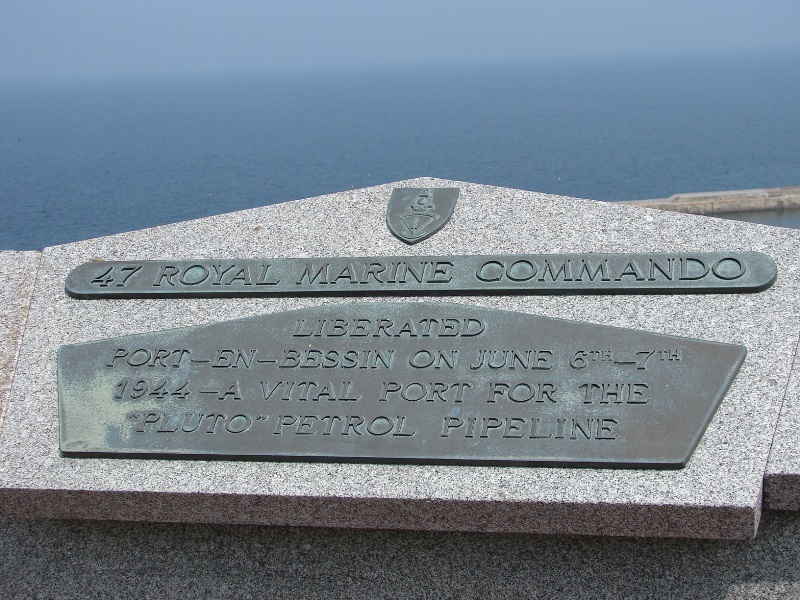 47 ROYAL MARINE COMMANDO
LIBERATED
PORT-EN-BESSIN ON JUNE 6TH-7TH
1944-A VITAL PORT FOR THE
"PLUTO" PETROL PIPELINE